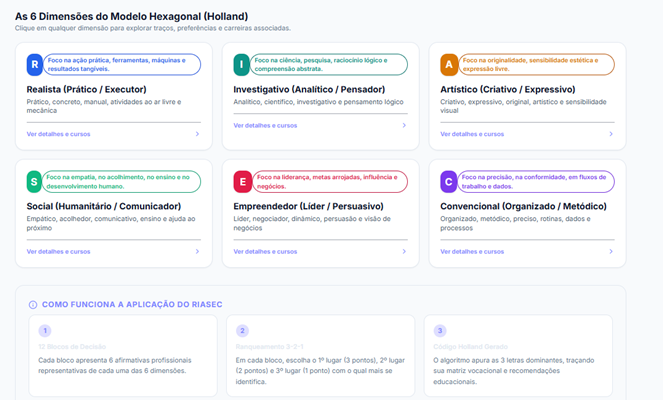 As 6 Dimensões do Modelo Hexagonal (Holland)
Clique em qualquer dimensão para explorar traços, preferências e carreiras associadas.
R
Foco na ação prática, ferramentas, máquinas e
resultados tangíveis.
Realista (Prático / Executor)
Prático, concreto, manual, atividades ao ar livre e
mecânica
Ver detalhes e cursos
I
Foco na ciência, pesquisa, raciocínio lógico e
compreensão abstrata.
Investigativo (Analítico / Pensador)
Analítico, científico, investigativo e pensamento lógico
Ver detalhes e cursos
A
Foco na originalidade, sensibilidade estética e
expressão livre.
Artístico (Criativo / Expressivo)
Criativo, expressivo, original, artístico e sensibilidade
visual
Ver detalhes e cursos
S
Foco na empatia, no acolhimento, no ensino e no
desenvolvimento humano.
Social (Humanitário / Comunicador)
Empático, acolhedor, comunicativo, ensino e ajuda ao
próximo
Ver detalhes e cursos
E
Foco na liderança, metas arrojadas, influência e
negócios.
Empreendedor (Líder / Persuasivo)
Líder, negociador, dinâmico, persuasão e visão de
negócios
Ver detalhes e cursos
C
Foco na precisão, na conformidade, em fluxos de
trabalho e dados.
Convencional (Organizado / Metódico)
Organizado, metódico, preciso, rotinas, dados e
processos
Ver detalhes e cursos
COMO FUNCIONA A APLICAÇÃO DO RIASEC
1
12 Blocos de Decisão
Cada bloco apresenta 6 afirmativas profissionais
representativas de cada uma das 6 dimensões.
2
Ranqueamento 3-2-1
Em cada bloco, escolha o 1º lugar (3 pontos), 2º lugar
(2 pontos) e 3º lugar (1 ponto) com o qual mais se
identifica.
3
Código Holland Gerado
O algoritmo apura as 3 letras dominantes, traçando
sua matriz vocacional e recomendações
educacionais.